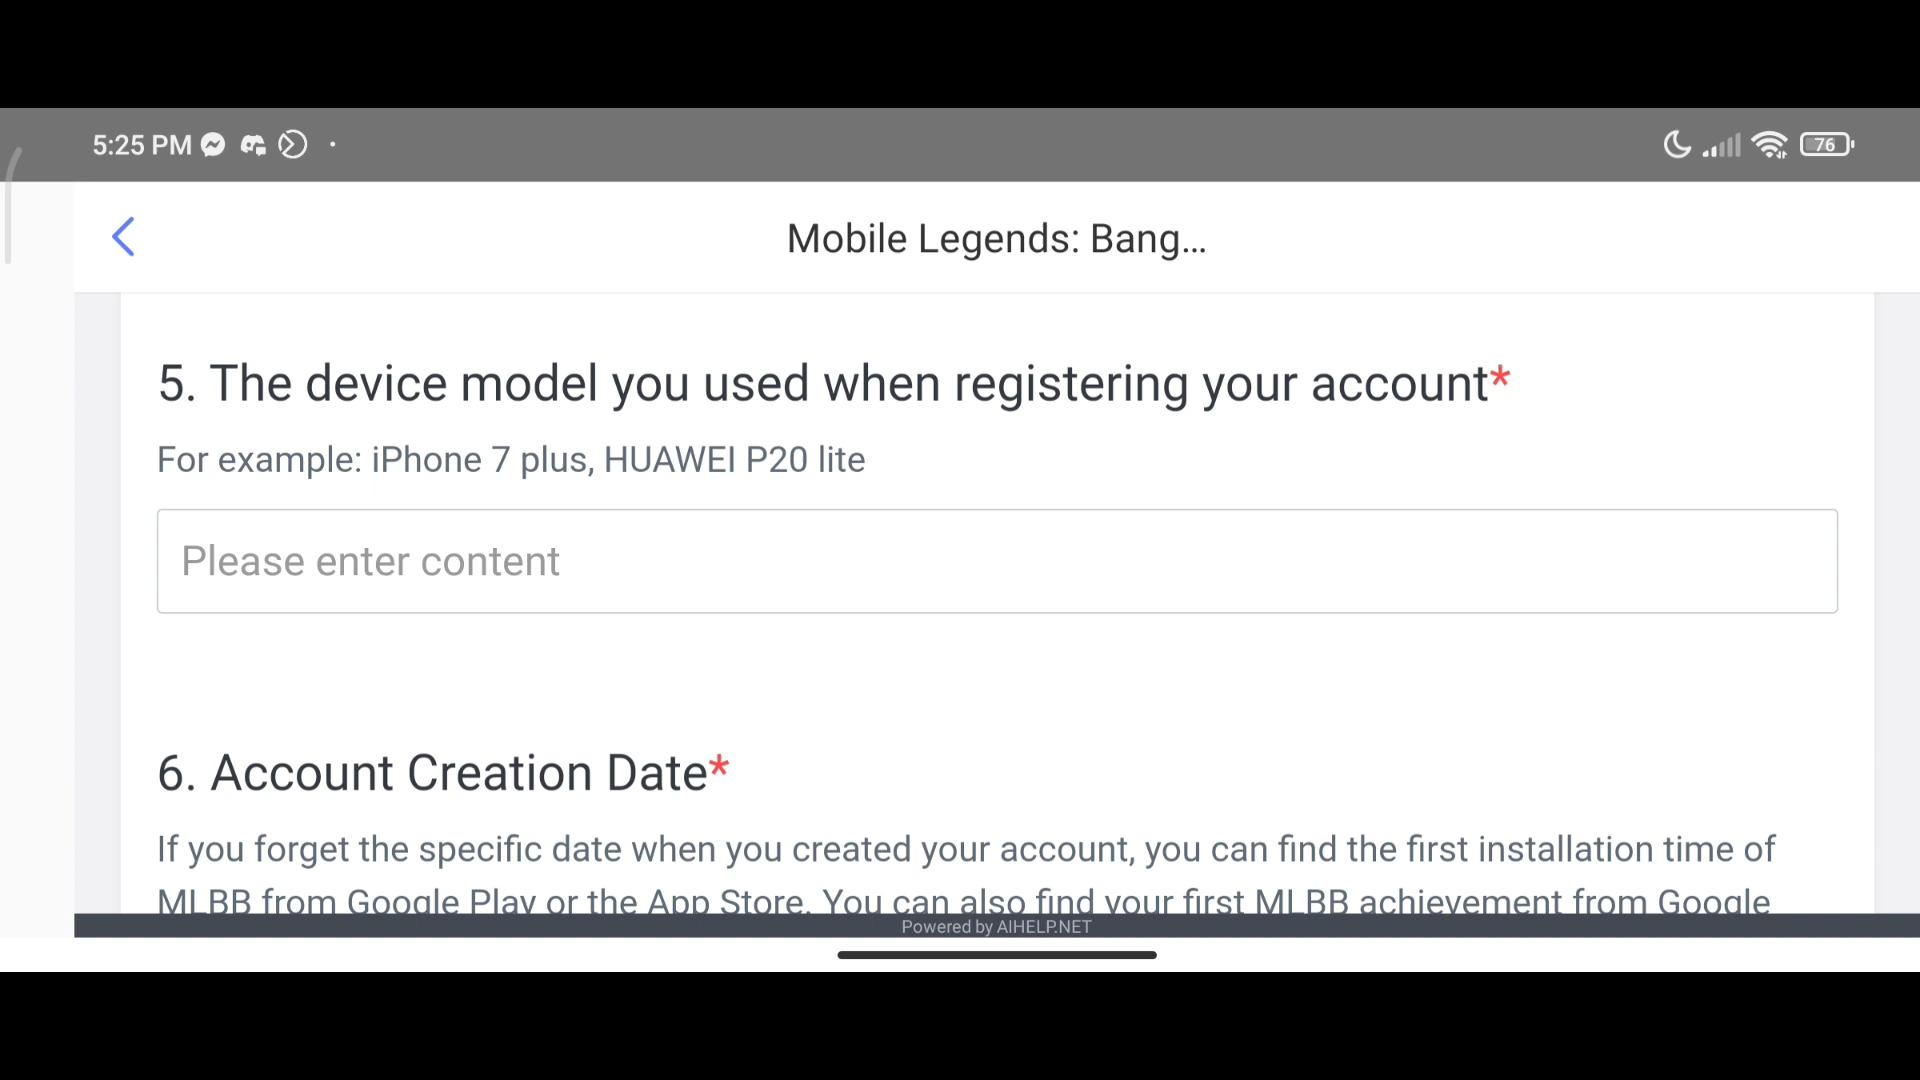 5:25 PM
76
Mobile Legends: Bang...
5. The device model you used when registering your account*
For example: iPhone 7 plus, HUAWEI P20 lite
Please enter content
6. Account Creation Date*
If you forget the specific date when you created your account, you can find the first installation time of
MLBB from Google Play or the App Store. You can also find your first MLBB achievement from Google
Powered by AIHELP.NET